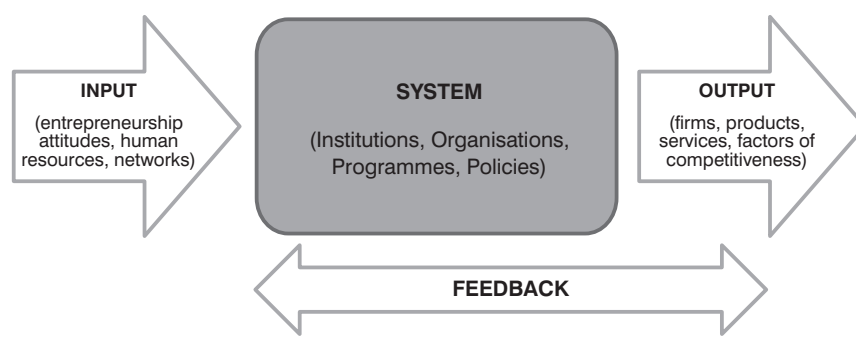 INPUT
(entrepreneurship
attitudes, human
resources, networks)
SYSTEM
(Institutions, Organisations,
Programmes, Policies)
OUTPUT
(firms, products,
services, factors of
competitiveness)
FEEDBACK